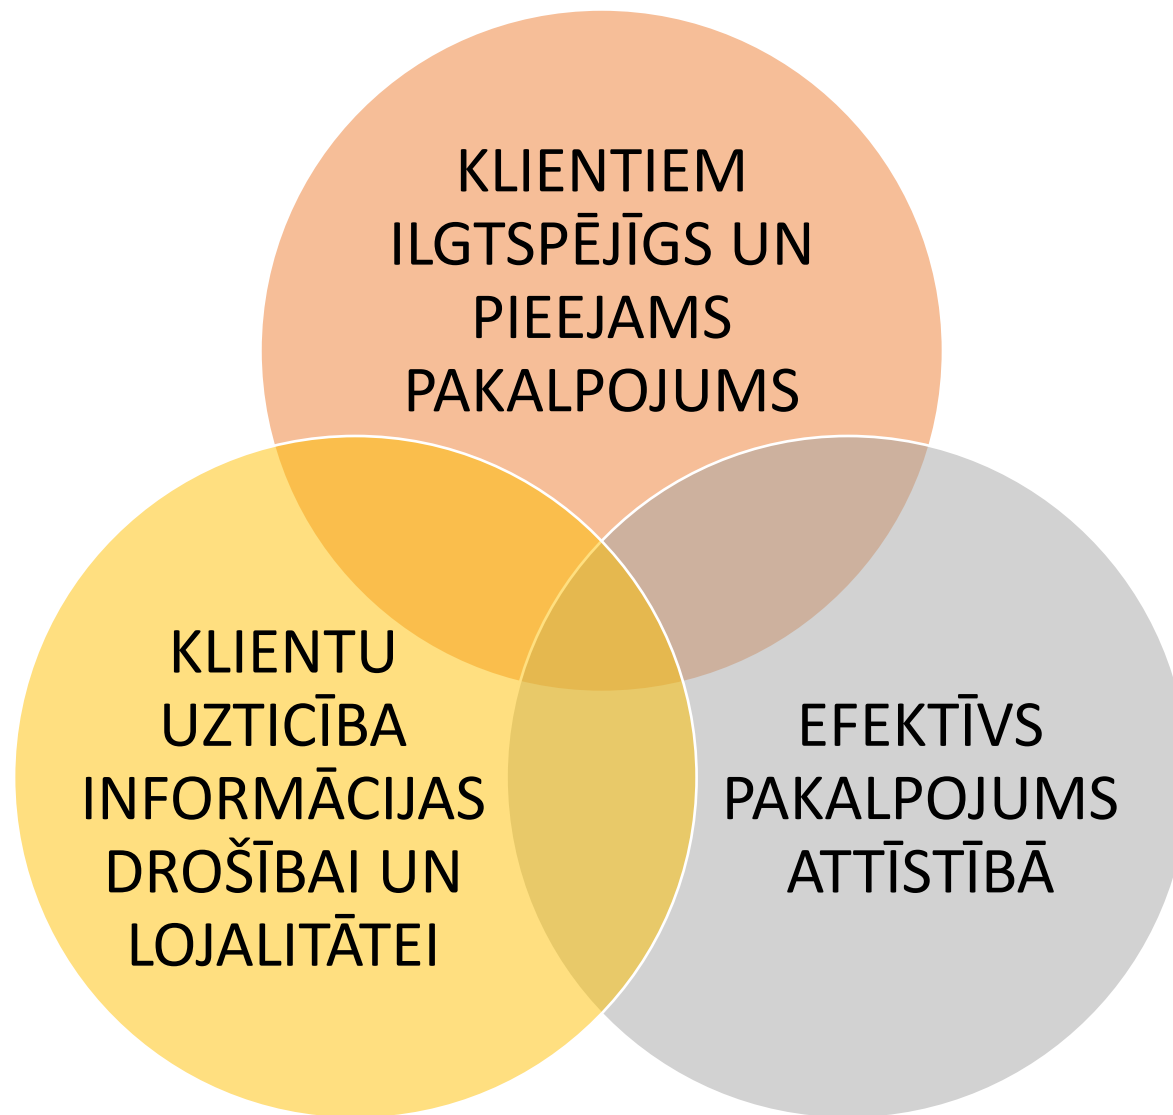 KLIENTIEM
ILGTSPĒJĪGS UN
PIEEJAMS
PAKALPOJUMS
KLIENTU
UZTICĪBA
INFORMĀCIJAS
DROŠĪBAI UN
LOJALITĀTEI
EFEKTĪVS
PAKALPOJUMS
ATTĪSTĪBĀ